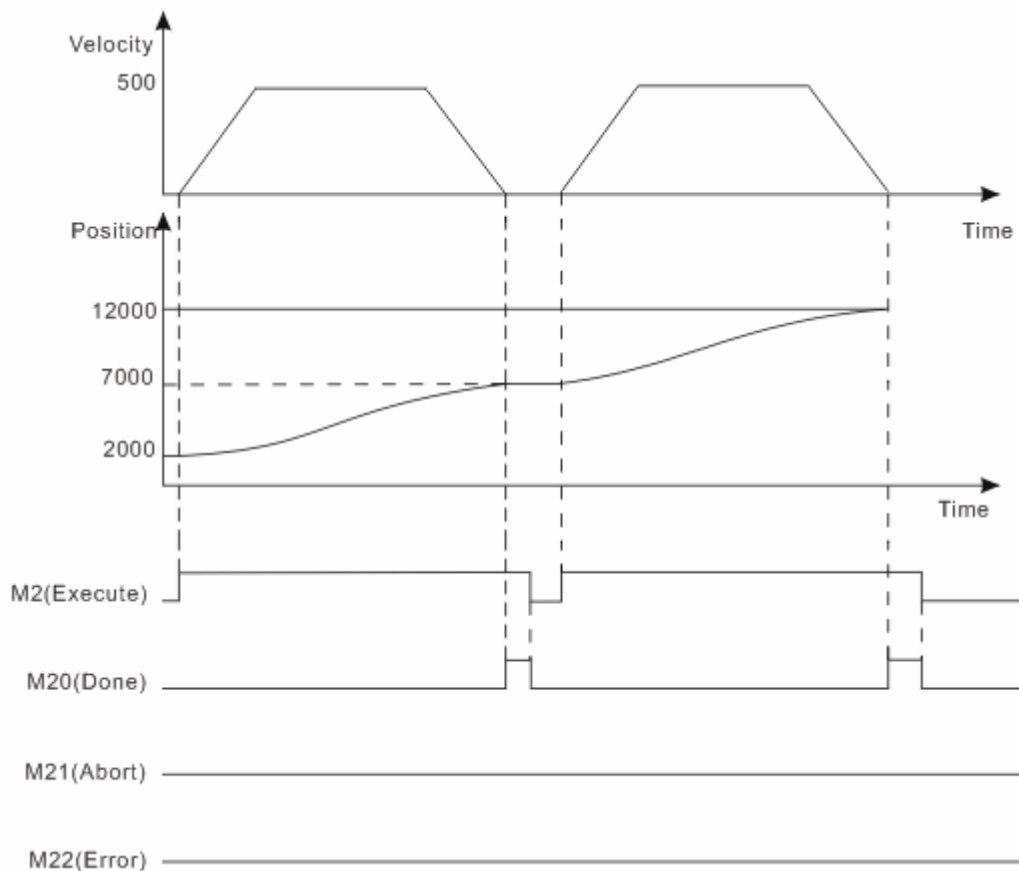 Velocity
500
Time
Position
12000
7000
2000
Time
M2(Execute)
M20(Done)
M21(Abort)
M22(Error)